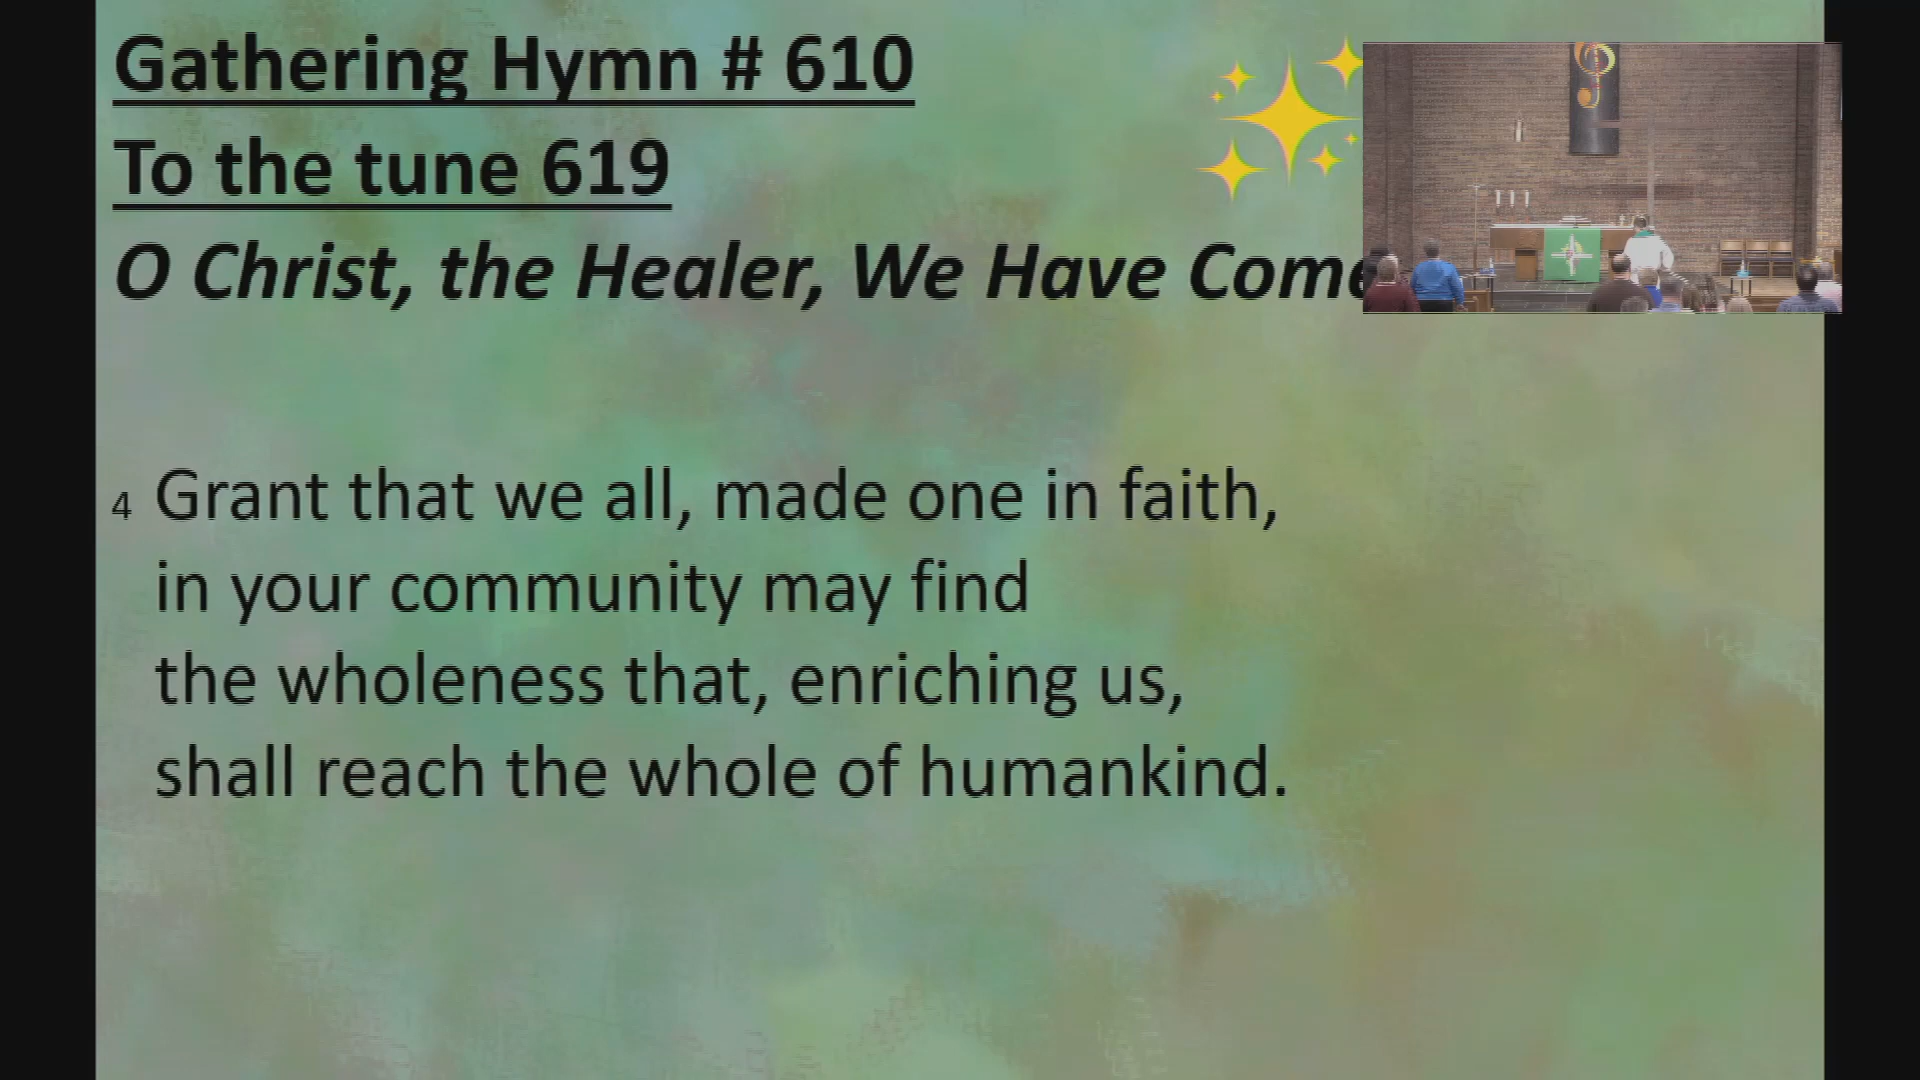 Gathering Hymn # 610
To the tune 619
O Christ, the Healer, We Have Come
4 Grant that we all, made one in faith,
in your community may find
the wholeness that, enriching us,
shall reach the whole of humankind.